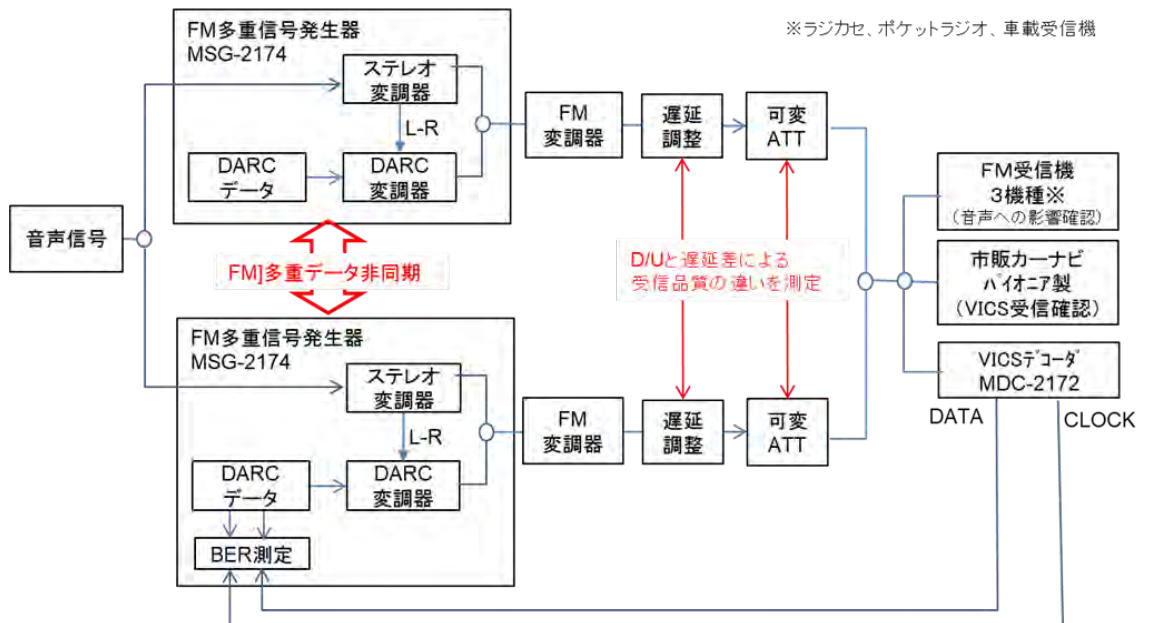 ※ラジカセ、ポケットラジオ、車載受信機
FM多重信号発生器
MSG-2174
ステレオ
変調器
L-R
DARC
データ
DARC
変調器
FM
変調器
遅延
調整
可変
ATT
音声信号
FM]多重データ非同期
D/Uと遅延差による
受信品質の違いを測定
FM受信機
3機種※
(音声への影響確認)
市販カーナビ
パイオニア製
(VICS受信確認)
VICSデコーダ
MDC-2172
DATA
CLOCK
FM多重信号発生器
MSG-2174
ステレオ
変調器
L-R
DARC
データ
DARC
変調器
BER測定
FM
変調器
遅延
調整
可変
ATT